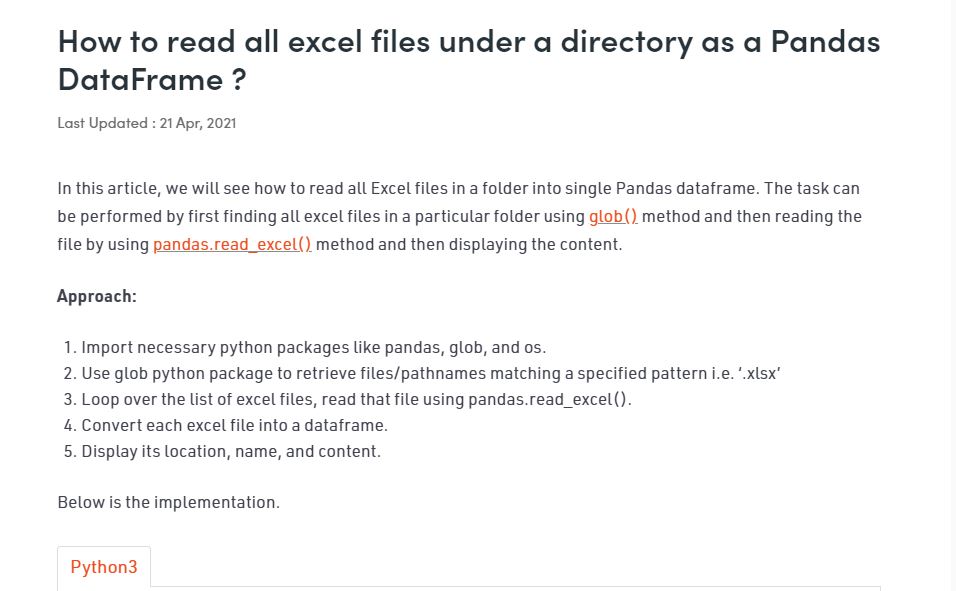 How to read all excel files under a directory as a Pandas
DataFrame ?
Last Updated : 21 Apr, 2021
In this article, we will see how to read all Excel files in a folder into single Pandas dataframe. The task can
be performed by first finding all excel files in a particular folder using glob() method and then reading the
file by using pandas.read_excel() method and then displaying the content.
Approach:
1. Import necessary python packages like pandas, glob, and os.
2. Use glob python package to retrieve files/pathnames matching a specified pattern i.e. ‘.xlsx’
3. Loop over the list of excel files, read that file using pandas.read_excel().
4. Convert each excel file into a dataframe.
5. Display its location, name, and content.
Below is the implementation.
Python3